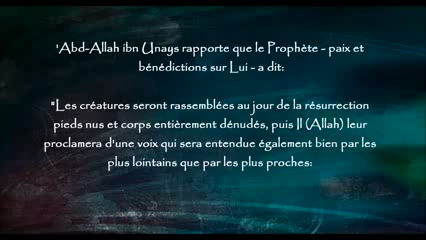 'Abd-Allah ibn Unays rapporte que le Prophète - paix et
bénédictions sur Lui - a dit:
"Les créatures seront rassemblées au jour de la résurrection
pieds nus et corps entièrement dénudés, puis Il (Allah) leur
proclamera d'une voix qui sera entendue également bien par les
plus lointains que par les plus proches: